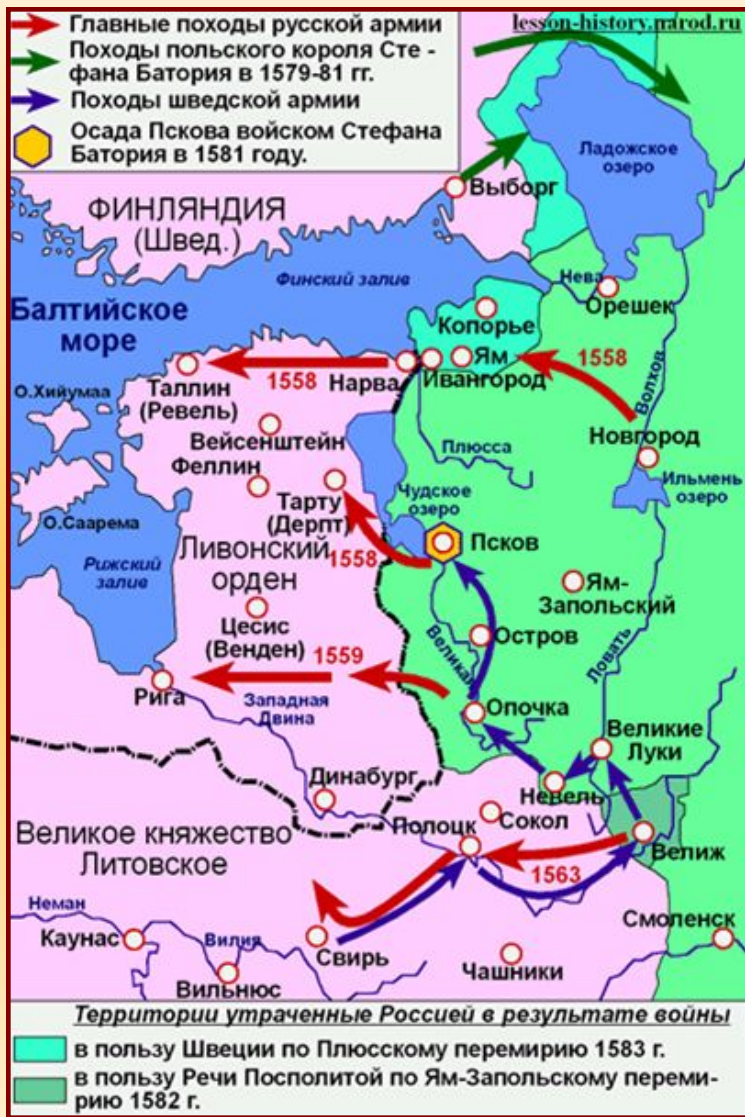 Главные походы русской армии
lesson-history.narod.ru
Походы польского короля Сте -
фана Батория в 1579-81 гг.
Походы шведской армии
Осада Пскова войском Стефана
Батория в 1581 году.
Ладожское
озеро
Выборг
ФИНЛЯНДИЯ
(Швед.)
Финский залив
Нева
Орешек
Балтийское
море
Копорье
Ям
1558
1558
Нарва
Ивангород
Таллин
(Ревель)
О.Хийумаа
Волхов
Новгород
Вейсенштейн
Плюсса
Феллин
Ильмень
озеро
Тарту
(Дерпт)
Чудское
озеро
Псков
О.Саарема
Рижский
залив
Ливонский
орден
1558
Ям-
Запольский
Цесис
(Венден)
Великая
Остров
Ловать
1559
Рига
Западная
Двина
Опочка
Великие
Луки
Динабург
Невель
Полоцк
Сокол
Велиж
Великое княжество
Литовское
1563
Неман
Смоленск
Каунас
Вилия
Свирь
Чашники
Вильнюс
Территории утраченные Россией в результате войны
в пользу Швеции по Плюсскому перемирию 1583 г.
в пользу Речи Посполитой по Ям-Запольскому переми-
рию 1582 г.